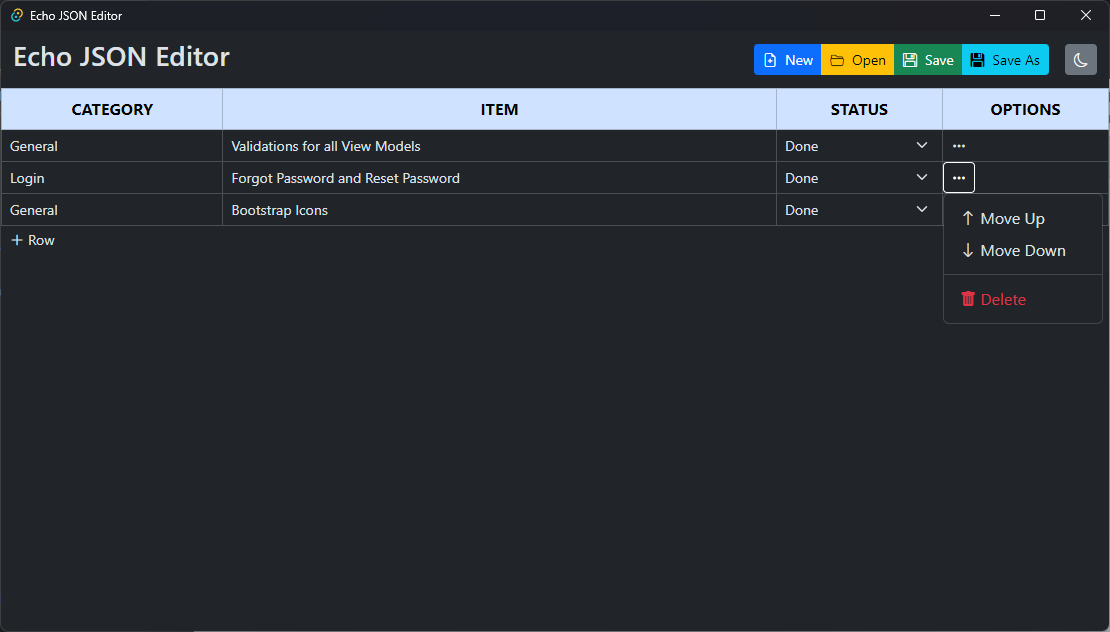 Echo JSON Editor
Echo JSON Editor
New Open Save Save As
CATEGORY ITEM STATUS OPTIONS
General Validations for all View Models Done
Login Forgot Password and Reset Password Done
General Bootstrap Icons Done
+ Row
Move Up
Move Down
Delete